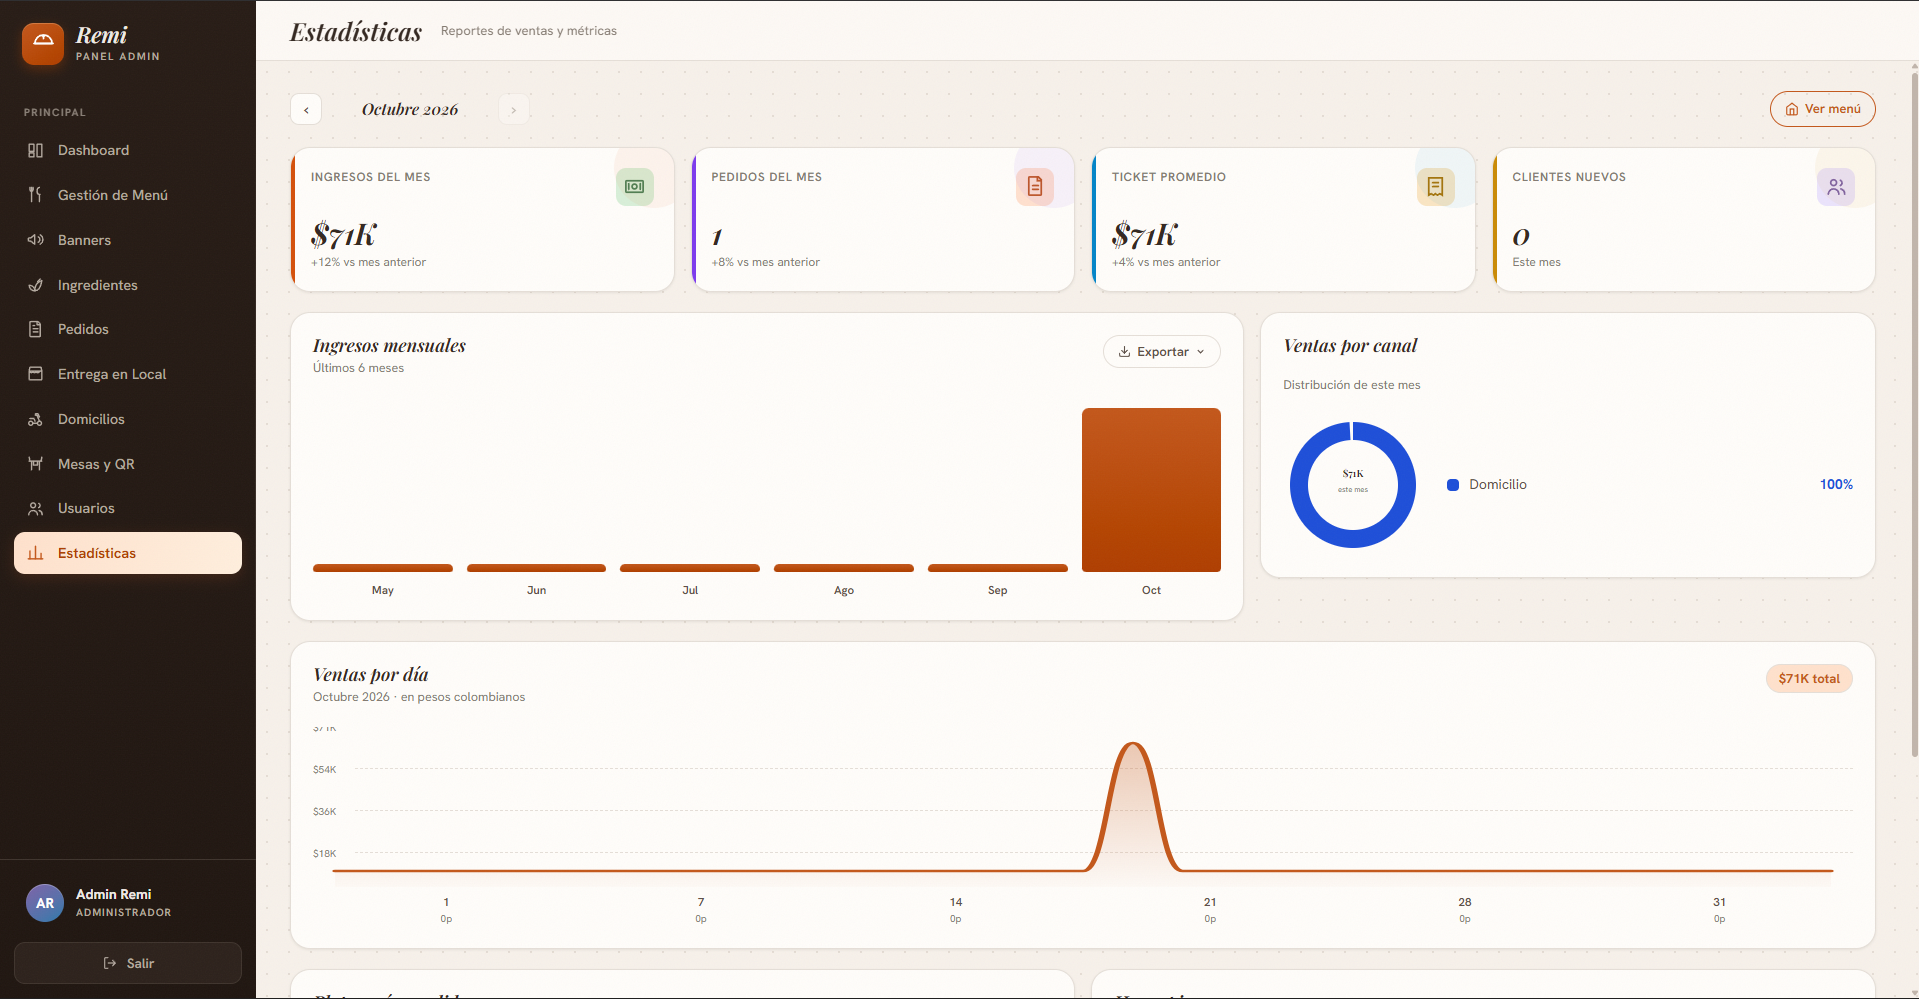 Remi
PANEL ADMIN
PRINCIPAL
Dashboard
Gestión de Menú
Banners
Ingredientes
Pedidos
Entrega en Local
Domicilios
Mesas y QR
Usuarios
Estadísticas
AR
Admin Remi
ADMINISTRADOR
Salir
Estadísticas
Reportes de ventas y métricas
Octubre 2026
Ver menú
INGRESOS DEL MES
$71K
+12% vs mes anterior
PEDIDOS DEL MES
1
+8% vs mes anterior
TICKET PROMEDIO
$71K
+4% vs mes anterior
CLIENTES NUEVOS
0
Este mes
Ingresos mensuales
Últimos 6 meses
Exportar
May Jun Jul Ago Sep Oct
Ventas por canal
Distribución de este mes
$71K
este mes
Domicilio
100%
Ventas por día
Octubre 2026 · en pesos colombianos
$71K total
$71K
$54K
$36K
$18K
1 7 14 21 28 31
0p 0p 0p 0p 0p 0p